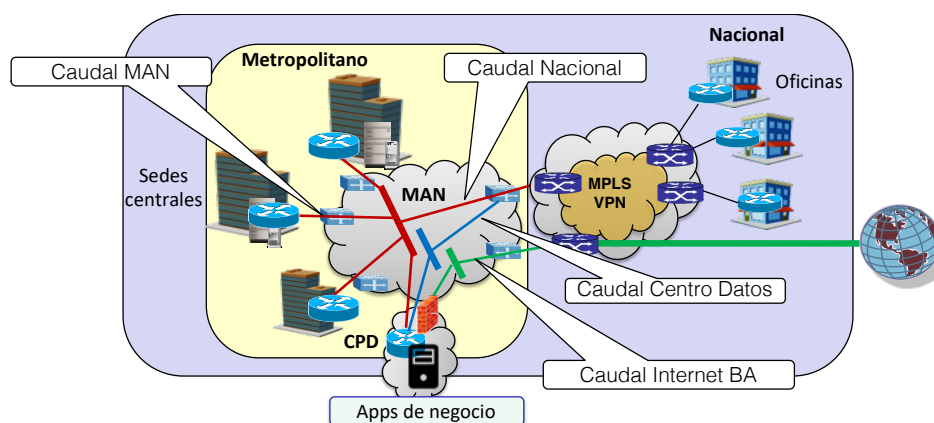 Nacional
Metropolitano
Caudal MAN
Caudal Nacional
Oficinas
Sedes
centrales
MAN
MPLS
VPN
Caudal Centro Datos
CPD
Caudal Internet BA
Apps de negocio